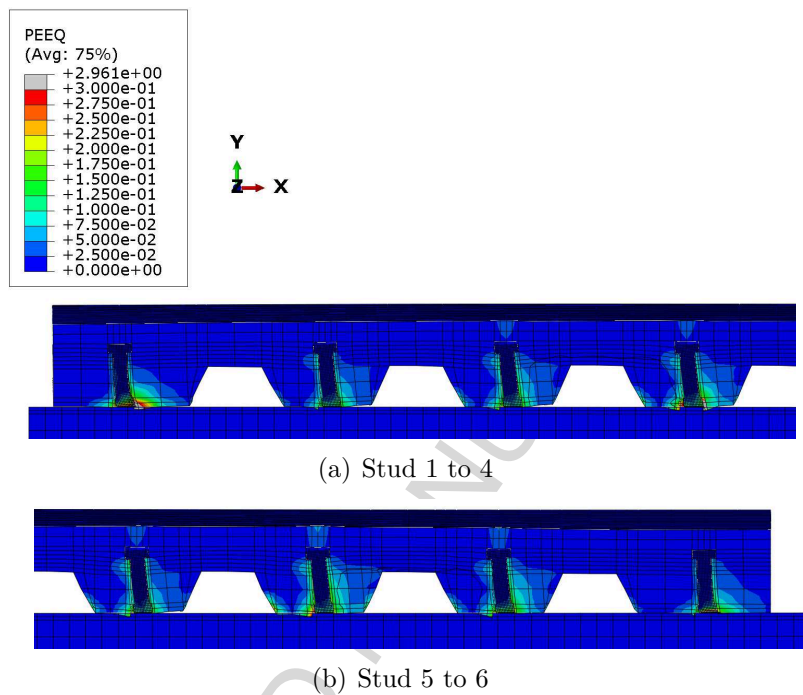 PEEQ
(Avg: 75%)
+2.961e+00
+3.000e-01
+2.750e-01
+2.500e-01
+2.250e-01
+2.000e-01
+1.750e-01
+1.500e-01
+1.250e-01
+1.000e-01
+7.500e-02
+5.000e-02
+2.500e-02
+0.000e+00
Y
Z X
(a) Stud 1 to 4
(b) Stud 5 to 6